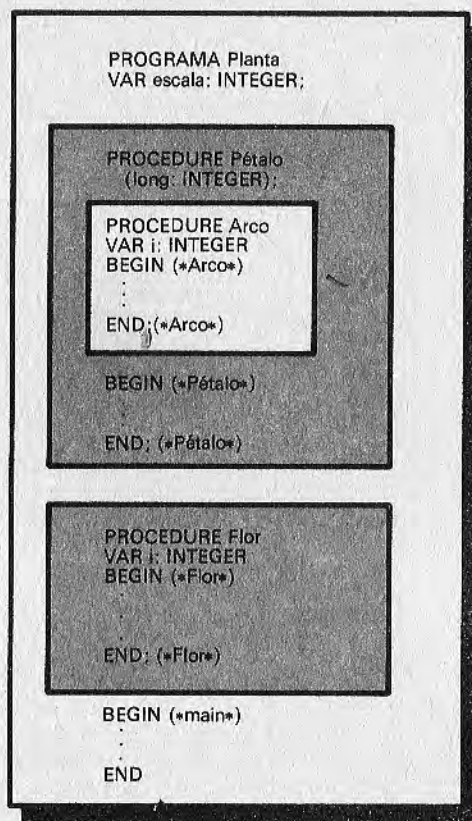 PROGRAMA Planta
VAR escala: INTEGER;
PROCEDURE Pétalo
(long: INTEGER);
PROCEDURE Arco
VAR i: INTEGER
BEGIN (*Arco*)
.
.
.
END;(*Arco*)
BEGIN (*Pétalo*)
.
.
END; (*Pétalo*)
PROCEDURE Flor
VAR i: INTEGER
BEGIN (*Flor*)
.
.
.
END; (*Flor*)
BEGIN (*main*)
.
.
END